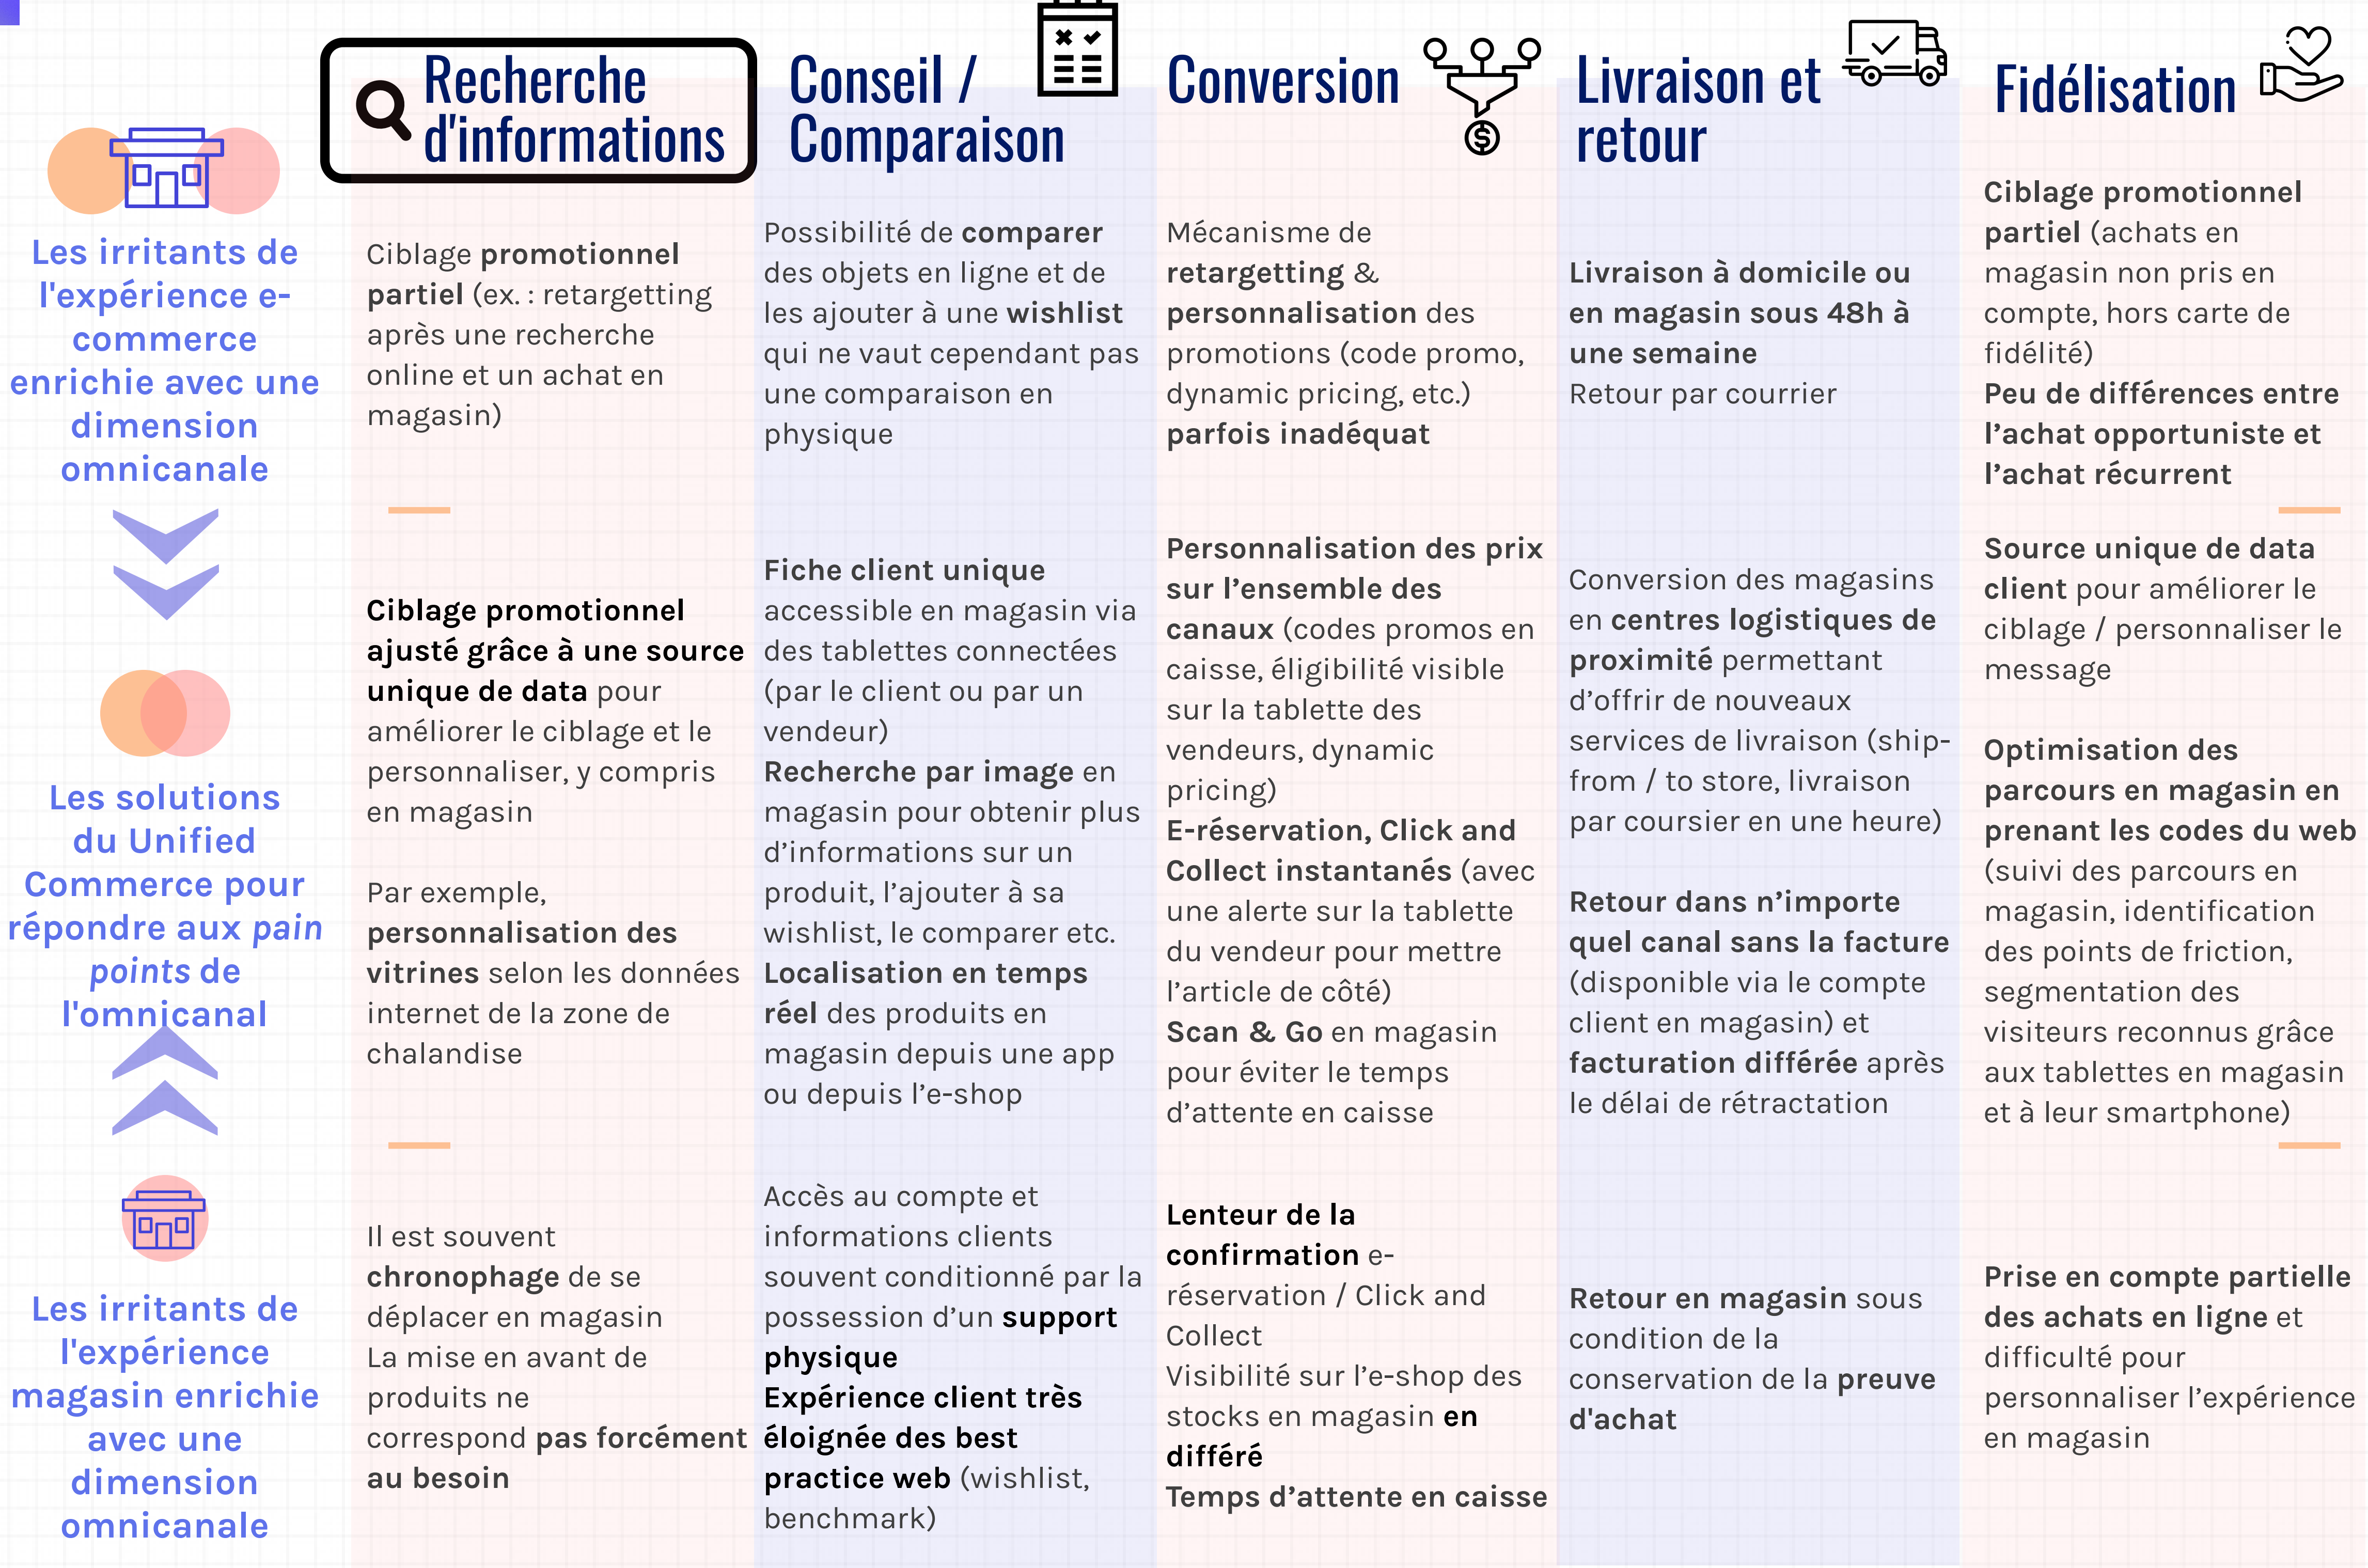 Recherche
d'informations
Conseil /
Comparaison
Conversion
Livraison et
retour
Fidélisation
Les irritants de
l'expérience e-
commerce
enrichie avec une
dimension
omnicanale
Ciblage promotionnel
partiel (ex. : retargetting
après une recherche
online et un achat en
magasin)
Possibilité de comparer
des objets en ligne et de
les ajouter à une wishlist
qui ne vaut cependant pas
une comparaison en
physique
Mécanisme de
retargetting &
personnalisation des
promotions (code promo,
dynamic pricing, etc.)
parfois inadéquat
Livraison à domicile ou
en magasin sous 48h à
une semaine
Retour par courrier
Ciblage promotionnel
partiel (achats en
magasin non pris en
compte, hors carte de
fidélité)
Peu de différences entre
l’achat opportuniste et
l’achat récurrent
Les solutions
du Unified
Commerce pour
répondre aux pain
points de
l'omnicanal
Ciblage promotionnel
ajusté grâce à une source
unique de data pour
améliorer le ciblage et le
personnaliser, y compris
en magasin
Par exemple,
personnalisation des
vitrines selon les données
internet de la zone de
chalandise
Fiche client unique
accessible en magasin via
des tablettes connectées
(par le client ou par un
vendeur)
Recherche par image en
magasin pour obtenir plus
d’informations sur un
produit, l’ajouter à sa
wishlist, le comparer etc.
Localisation en temps
réel des produits en
magasin depuis une app
ou depuis l’e-shop
Personnalisation des prix
sur l’ensemble des
canaux (codes promos en
caisse, éligibilité visible
sur la tablette des
vendeurs, dynamic
pricing)
E-réservation, Click and
Collect instantanés (avec
une alerte sur la tablette
du vendeur pour mettre
l’article de côté)
Scan & Go en magasin
pour éviter le temps
d’attente en caisse
Conversion des magasins
en centres logistiques de
proximité permettant
d’offrir de nouveaux
services de livraison (ship-
from / to store, livraison
par coursier en une heure)
Retour dans n’importe
quel canal sans la facture
(disponible via le compte
client en magasin) et
facturation différée après
le délai de rétractation
Source unique de data
client pour améliorer le
ciblage / personnaliser le
message
Optimisation des
parcours en magasin en
prenant les codes du web
(suivi des parcours en
magasin, identification
des points de friction,
segmentation des
visiteurs reconnus grâce
aux tablettes en magasin
et à leur smartphone)
Les irritants de
l'expérience
magasin enrichie
avec une
dimension
omnicanale
Il est souvent
chronophage de se
déplacer en magasin
La mise en avant de
produits ne
correspond pas forcément
au besoin
Accès au compte et
informations clients
souvent conditionné par la
possession d’un support
physique
Expérience client très
éloignée des best
practice web (wishlist,
benchmark)
Lenteur de la
confirmation e-
réservation / Click and
Collect
Visibilité sur l’e-shop des
stocks en magasin en
différé
Temps d’attente en caisse
Retour en magasin sous
condition de la
conservation de la preuve
d'achat
Prise en compte partielle
des achats en ligne et
difficulté pour
personnaliser l’expérience
en magasin